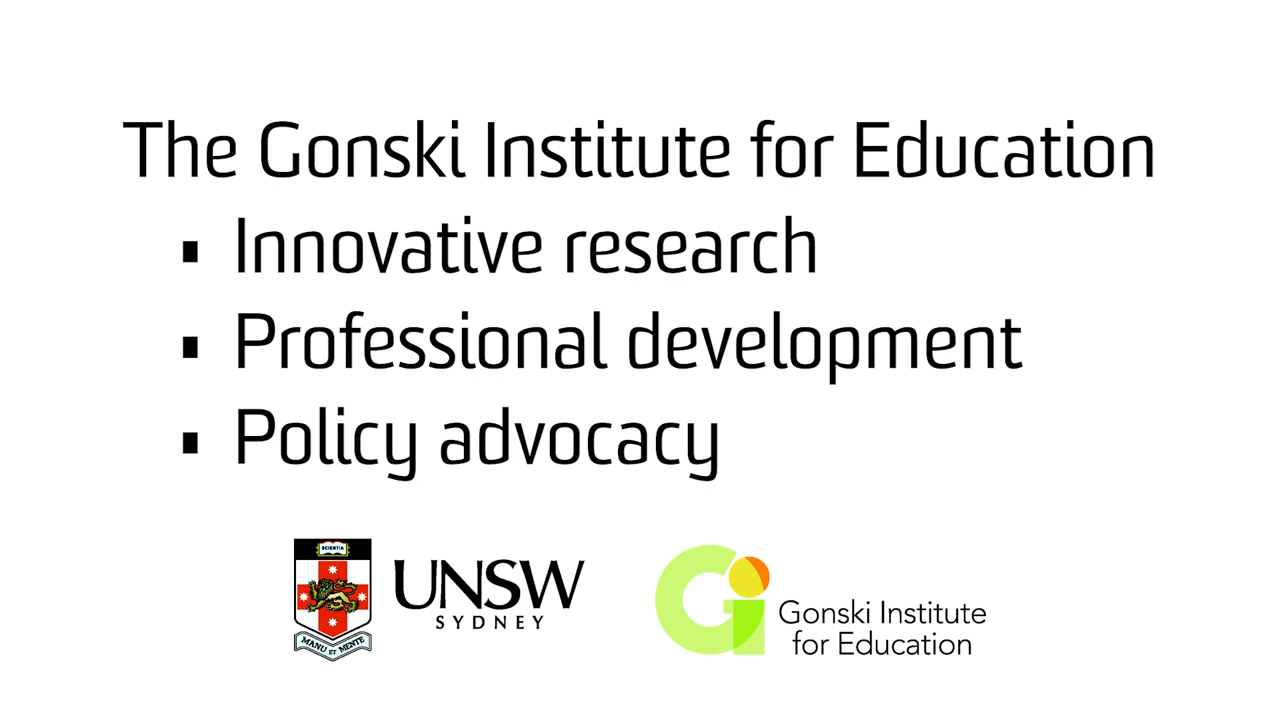 The Gonski Institute for Education
▪ Innovative research
▪ Professional development
▪ Policy advocacy
SCIENTIA
MANU ET MENTE
UNSW
SYDNEY
Gi
Gonski Institute
for Education